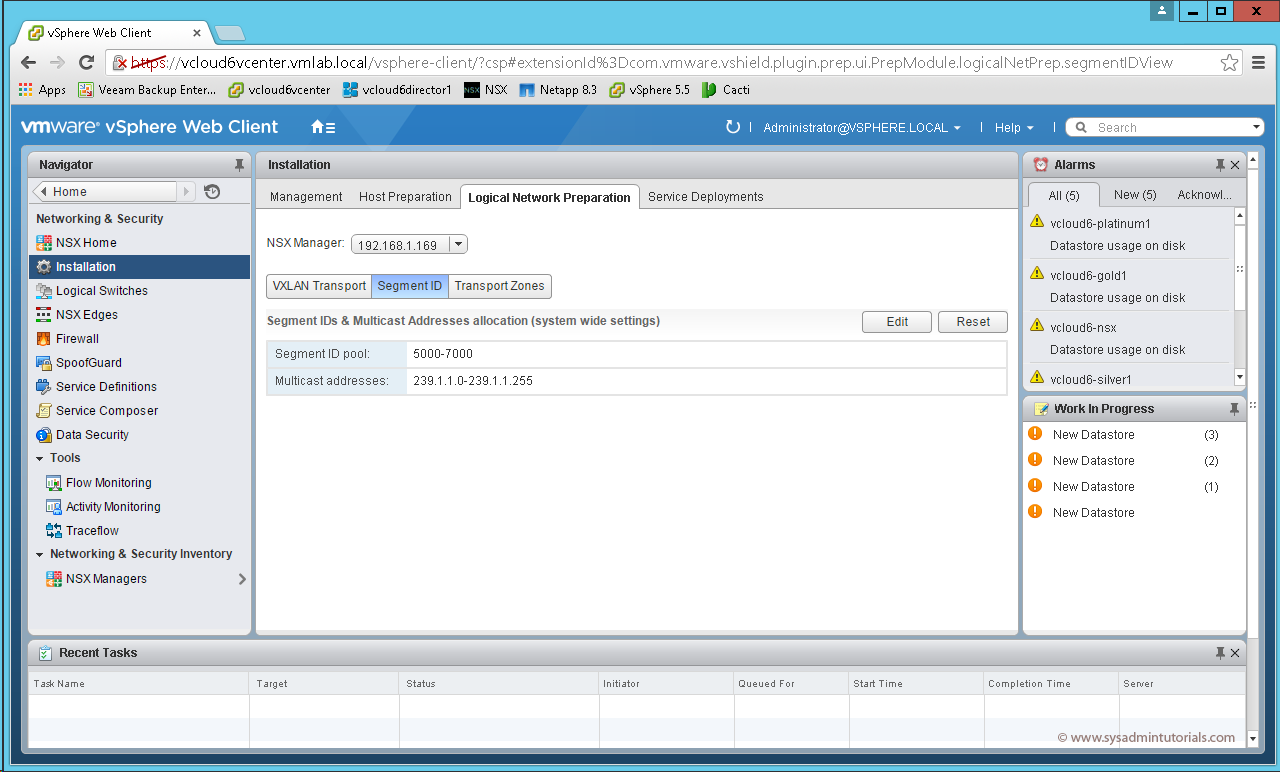 vSphere Web Client
https://vcloud6vcenter.vmlab.local/vsphere-client/?csp#extensionId%3Dcom.vmware.vshield.plugin.prep.ui.PrepModule.logicalNetPrep.segmentIDView
Apps Veeam Backup Enter... vcloud6vcenter vcloud6director1 NSX NSX Netapp 8.3 vSphere 5.5 Cacti
vmware® vSphere Web Client Administrator@VSPHERE.LOCAL Help Search
Navigator
Home
Networking & Security
NSX Home
Installation
Logical Switches
NSX Edges
Firewall
SpoofGuard
Service Definitions
Service Composer
Data Security
Tools
Flow Monitoring
Activity Monitoring
Traceflow
Networking & Security Inventory
NSX Managers
Installation
Management Host Preparation Logical Network Preparation Service Deployments
NSX Manager: 192.168.1.169
VXLAN Transport Segment ID Transport Zones
Segment IDs & Multicast Addresses allocation (system wide settings) Edit Reset
Segment ID pool: 5000-7000
Multicast addresses: 239.1.1.0-239.1.1.255
Alarms
All (5) New (5) Acknowl...
vcloud6-platinum1
Datastore usage on disk
vcloud6-gold1
Datastore usage on disk
vcloud6-nsx
Datastore usage on disk
vcloud6-silver1
Work In Progress
New Datastore (3)
New Datastore (2)
New Datastore (1)
New Datastore
Recent Tasks
Task Name Target Status Initiator Queued For Start Time Completion Time Server
© www.sysadmintutorials.com